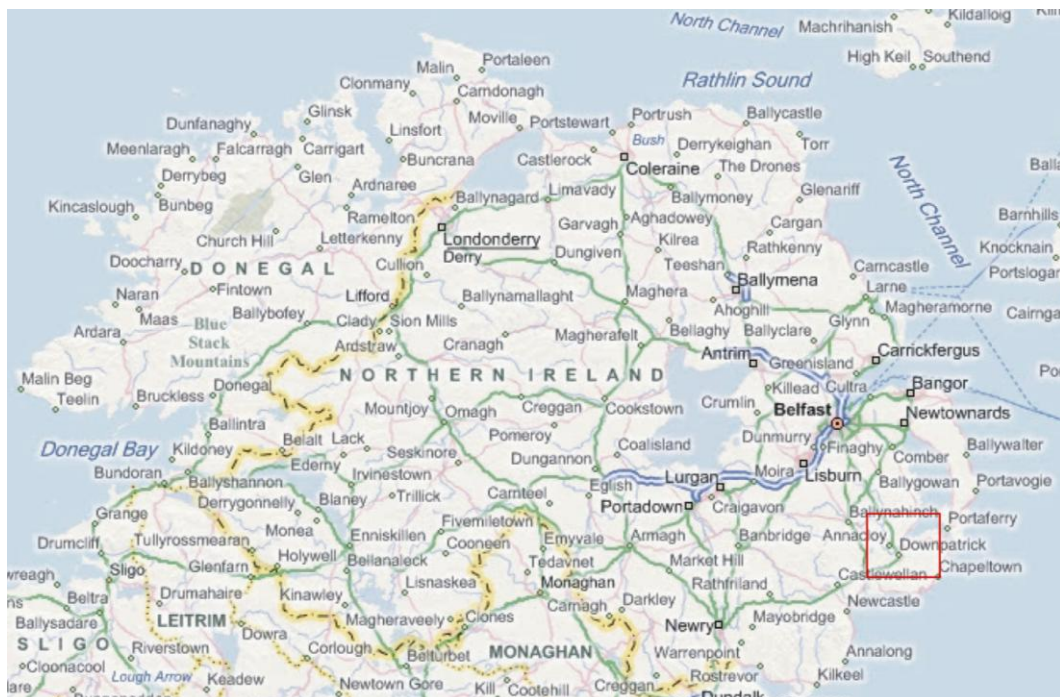 North Channel
Machrihanish
Kildalloig
High Keil
Southend
Portaleen
Malin
Clonmany
Carndonagh
Rathlin Sound
Glinsk
Moville
Portrush
Ballycastle
Dunfanaghy
Linsfort
Portstewart
Bush
Derrykeighan
Torr
Meenlaragh
Falcarragh
Carrigart
Buncrana
Castlerock
Coleraine
The Drones
North Channel
Derrybeg
Glen
Ardnaree
Limavady
Ballymoney
Glenariff
Kincaslough
Bunbeg
Ramelton
Ballynagard
Garvagh
Aghadowey
Cargan
Barnhills
Church Hill
Letterkenny
Londonderry
Derry
Dungiven
Kilrea
Rathkenny
Knocknain
Doocharry
DONEGAL
Cullion
Teeshan
Carncastle
Portslogan
Fintown
Lifford
Ballynamallaght
Maghera
Ballymena
Larne
Naran
Maas
Ballybofey
Clady
Sion Mills
Ahoghill
Magheramorne
Ardara
Blue
Stack
Mountains
Ardstraw
Cranagh
Magherafelt
Bellaghy
Ballyclare
Glynn
Antrim
Greenisland
Carrickfergus
Malin Beg
Teelin
Bruckless
Donegal
NORTHERN IRELAND
Killead
Cultra
Bangor
Mountjoy
Omagh
Creggan
Cookstown
Crumlin
Belfast
Newtownards
Donegal Bay
Ballintra
Kildoney
Belalt
Lack
Pomeroy
Coalisland
Dunmurry
Finaghy
Ballywalter
Bundoran
Ballyshannon
Ederny
Seskinore
Dungannon
Moira
Lisburn
Comber
Irvinestown
Eglish
Lurgan
Ballygowan
Portavogie
Derrygonnelly
Blaney
Trillick
Carnteel
Portadown
Craigavon
Grange
Monea
Fivemiletown
Ballynahinch
Portaferry
Drumcliff
Tullyrossmearan
Enniskillen
Cooneen
Emyvale
Armagh
Banbridge
Annacloy
Downpatrick
Sligo
Glenfarn
Holywell
Bellanaleck
Tedavnet
Market Hill
Castlewellan
Chapeltown
Beltra
Drumahaire
Kinawley
Lisnaskea
Monaghan
Rathfriland
Ballysadare
LEITRIM
Magheraveely
Clones
Carnagh
Darkley
Mayobridge
Newcastle
SLIGO
Riverstown
Dowra
Corlough
Belturbet
MONAGHAN
Newry
Warrenpoint
Annalong
Cloonacool
Lough Arrow
Keadew
Newtown Gore
Kill
Cootehill
Creggan
Rostrevor
Kilkeel
Dundalk